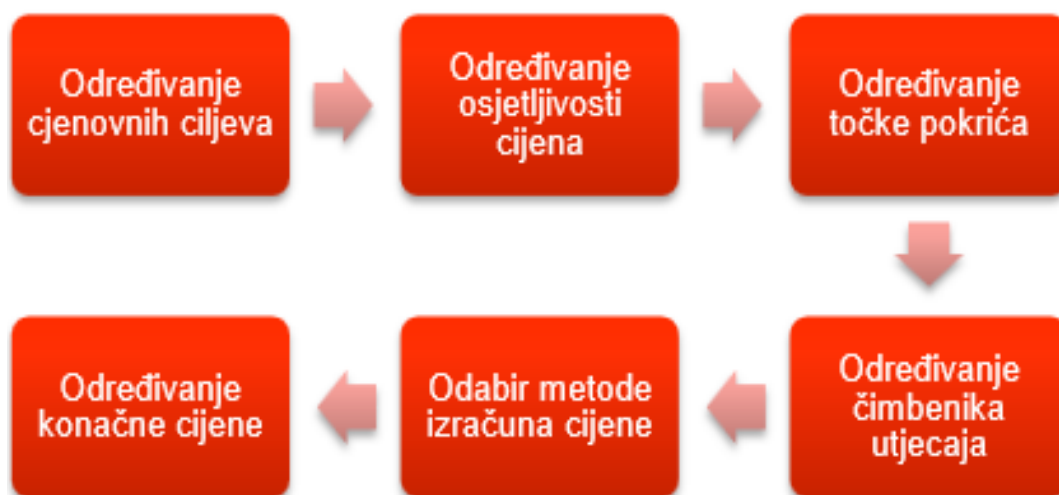 Određivanje
cjenovnih ciljeva
Određivanje
osjetljivosti
cijena
Određivanje
točke pokrića
Određivanje
čimbenika
utjecaja
Odabir metode
izračuna cijene
Određivanje
konačne cijene